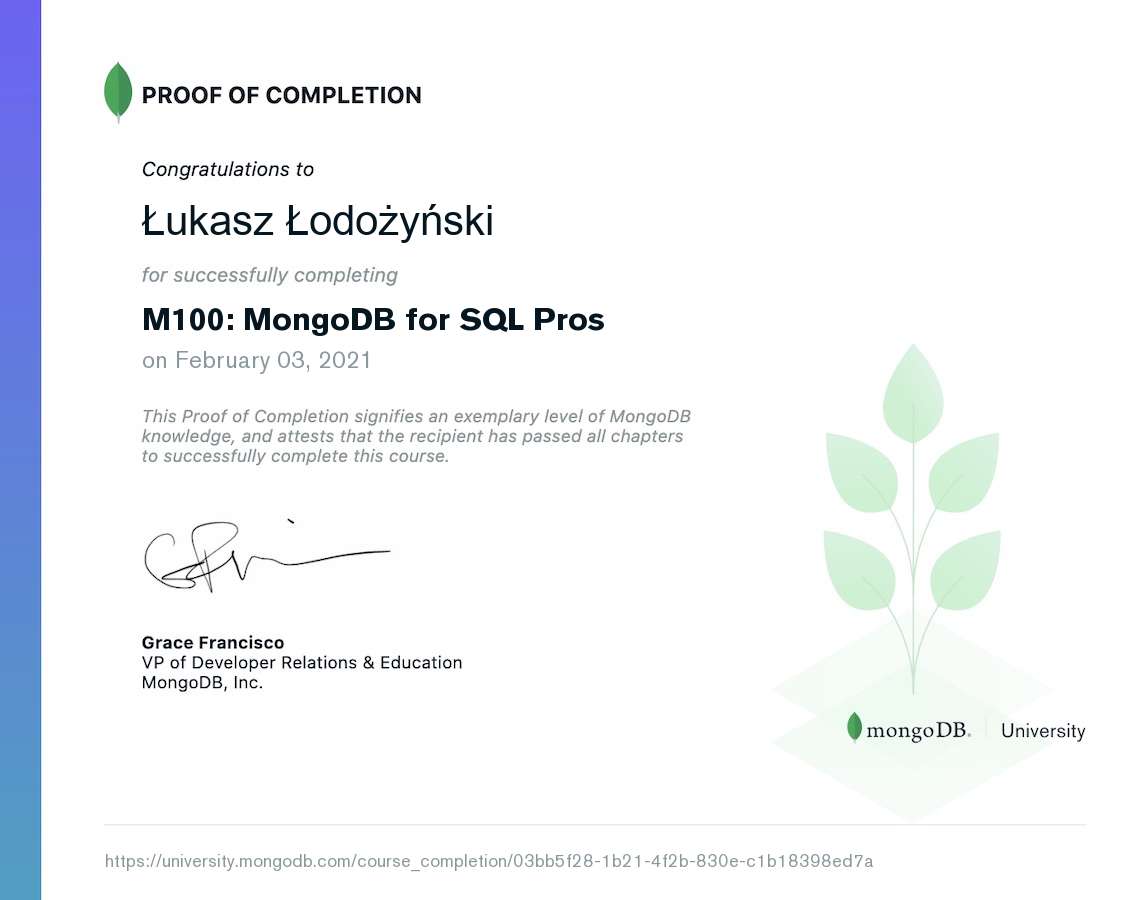 PROOF OF COMPLETION
Congratulations to
Łukasz Łodożyński
for successfully completing
M100: MongoDB for SQL Pros
on February 03, 2021
This Proof of Completion signifies an exemplary level of MongoDB
knowledge, and attests that the recipient has passed all chapters
to successfully complete this course.
Grace Francisco
VP of Developer Relations & Education
MongoDB, Inc.
mongoDB. University
https://university.mongodb.com/course_completion/03bb5f28-1b21-4f2b-830e-c1b18398ed7a